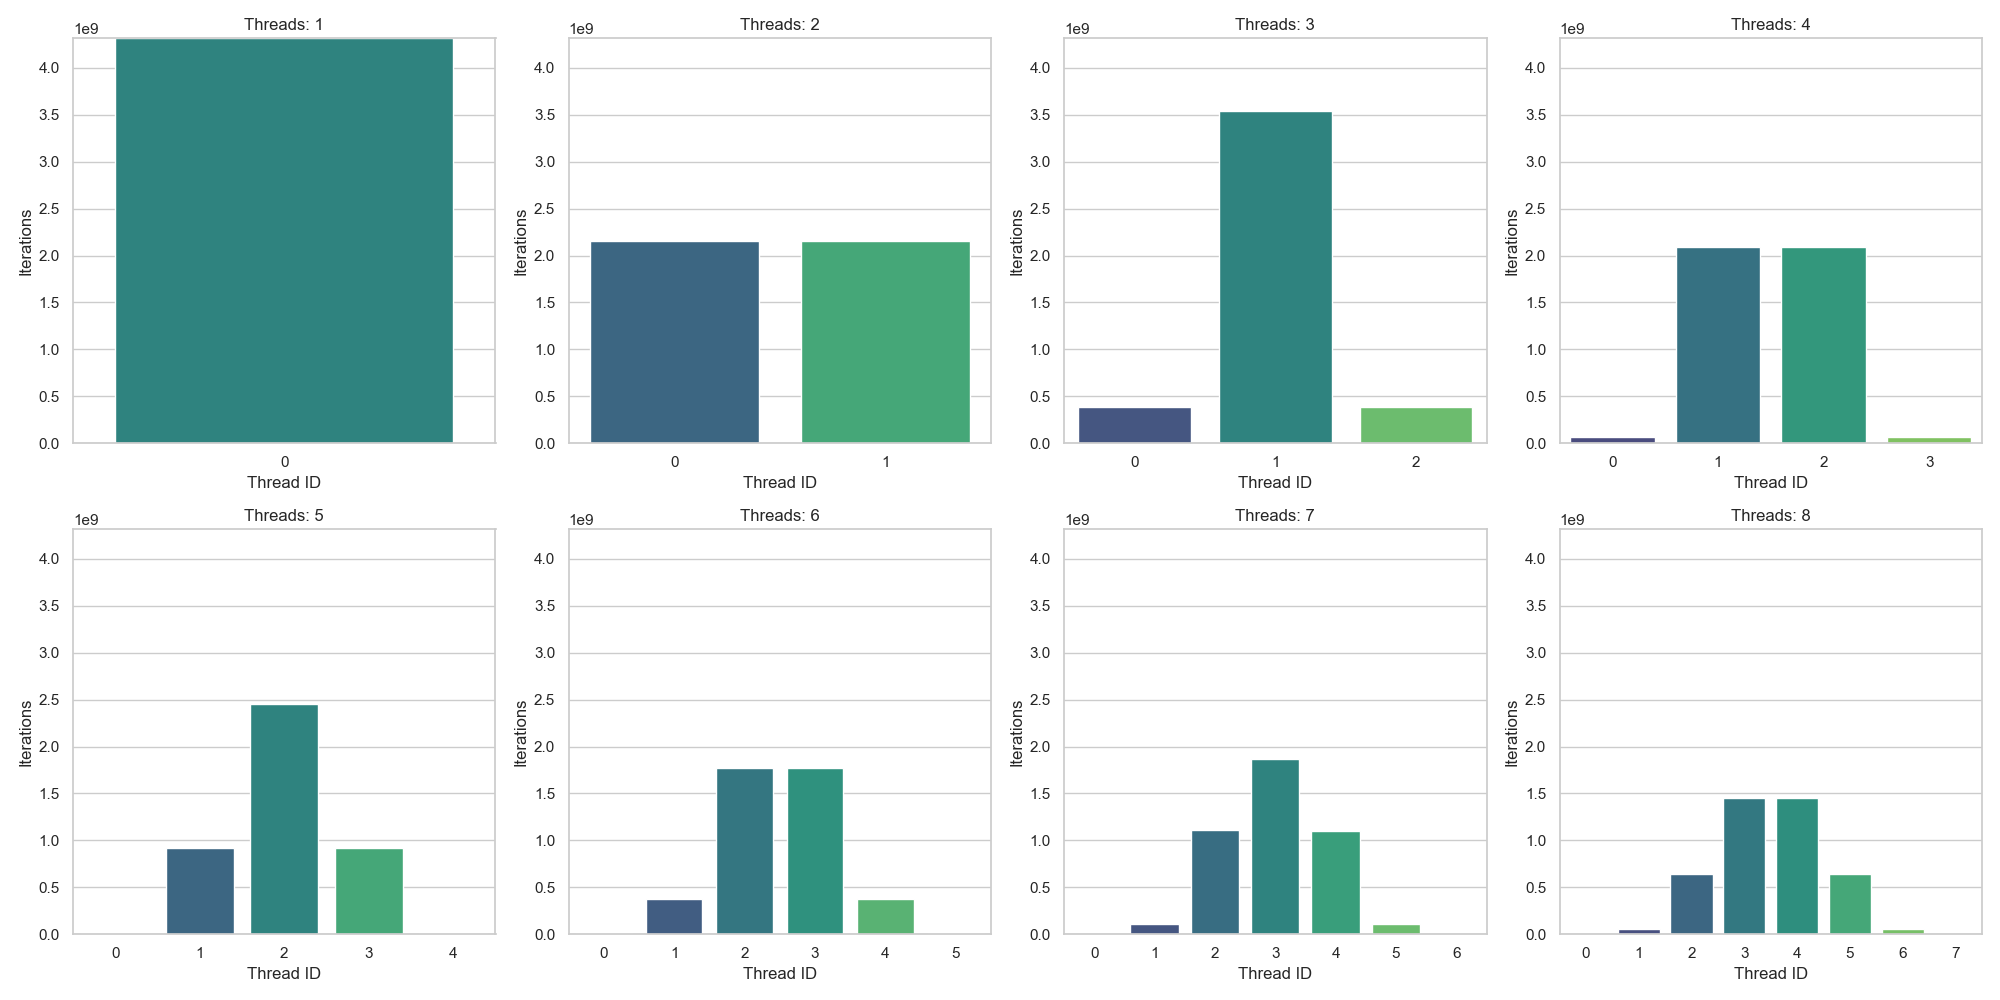 Threads: 1
1e9
4.0
3.5
3.0
2.5
2.0
1.5
1.0
0.5
0.0
Iterations
0
Thread ID
Threads: 2
1e9
4.0
3.5
3.0
2.5
2.0
1.5
1.0
0.5
0.0
Iterations
0 1
Thread ID
Threads: 3
1e9
4.0
3.5
3.0
2.5
2.0
1.5
1.0
0.5
0.0
Iterations
0 1 2
Thread ID
Threads: 4
1e9
4.0
3.5
3.0
2.5
2.0
1.5
1.0
0.5
0.0
Iterations
0 1 2 3
Thread ID
Threads: 5
1e9
4.0
3.5
3.0
2.5
2.0
1.5
1.0
0.5
0.0
Iterations
0 1 2 3 4
Thread ID
Threads: 6
1e9
4.0
3.5
3.0
2.5
2.0
1.5
1.0
0.5
0.0
Iterations
0 1 2 3 4 5
Thread ID
Threads: 7
1e9
4.0
3.5
3.0
2.5
2.0
1.5
1.0
0.5
0.0
Iterations
0 1 2 3 4 5 6
Thread ID
Threads: 8
1e9
4.0
3.5
3.0
2.5
2.0
1.5
1.0
0.5
0.0
Iterations
0 1 2 3 4 5 6 7
Thread ID